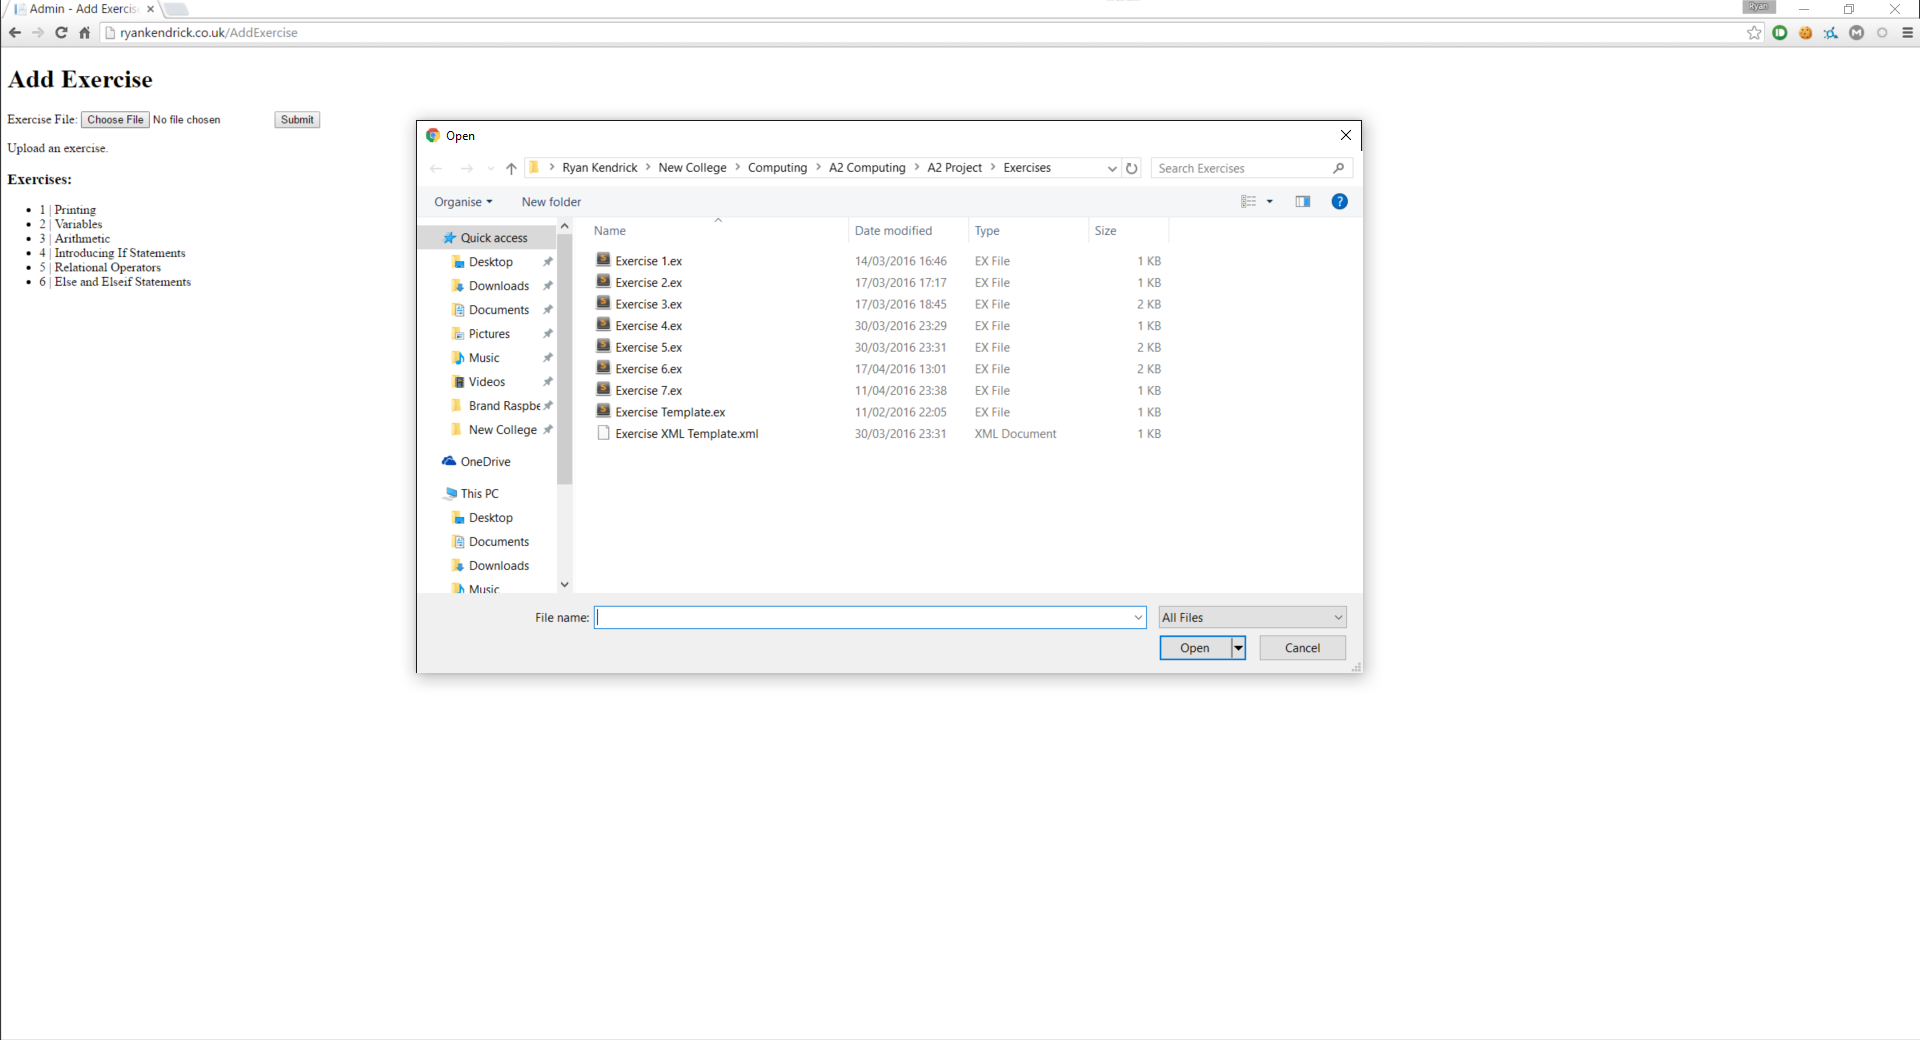 Admin - Add Exercis
Ryan
ryankendrick.co.uk/AddExercise
Add Exercise
Exercise File: Choose File No file chosen Submit
Upload an exercise.
Exercises:
1 | Printing
2 | Variables
3 | Arithmetic
4 | Introducing If Statements
5 | Relational Operators
6 | Else and Elseif Statements
Open
Ryan Kendrick > New College > Computing > A2 Computing > A2 Project > Exercises
Search Exercises
Organise New folder
Quick access
Desktop
Downloads
Documents
Pictures
Music
Videos
Brand Raspbe
New College
OneDrive
This PC
Desktop
Documents
Downloads
Music
Name Date modified Type Size
Exercise 1.ex 14/03/2016 16:46 EX File 1 KB
Exercise 2.ex 17/03/2016 17:17 EX File 1 KB
Exercise 3.ex 17/03/2016 18:45 EX File 2 KB
Exercise 4.ex 30/03/2016 23:29 EX File 1 KB
Exercise 5.ex 30/03/2016 23:31 EX File 2 KB
Exercise 6.ex 17/04/2016 13:01 EX File 2 KB
Exercise 7.ex 11/04/2016 23:38 EX File 1 KB
Exercise Template.ex 11/02/2016 22:05 EX File 1 KB
Exercise XML Template.xml 30/03/2016 23:31 XML Document 1 KB
File name: All Files
Open Cancel